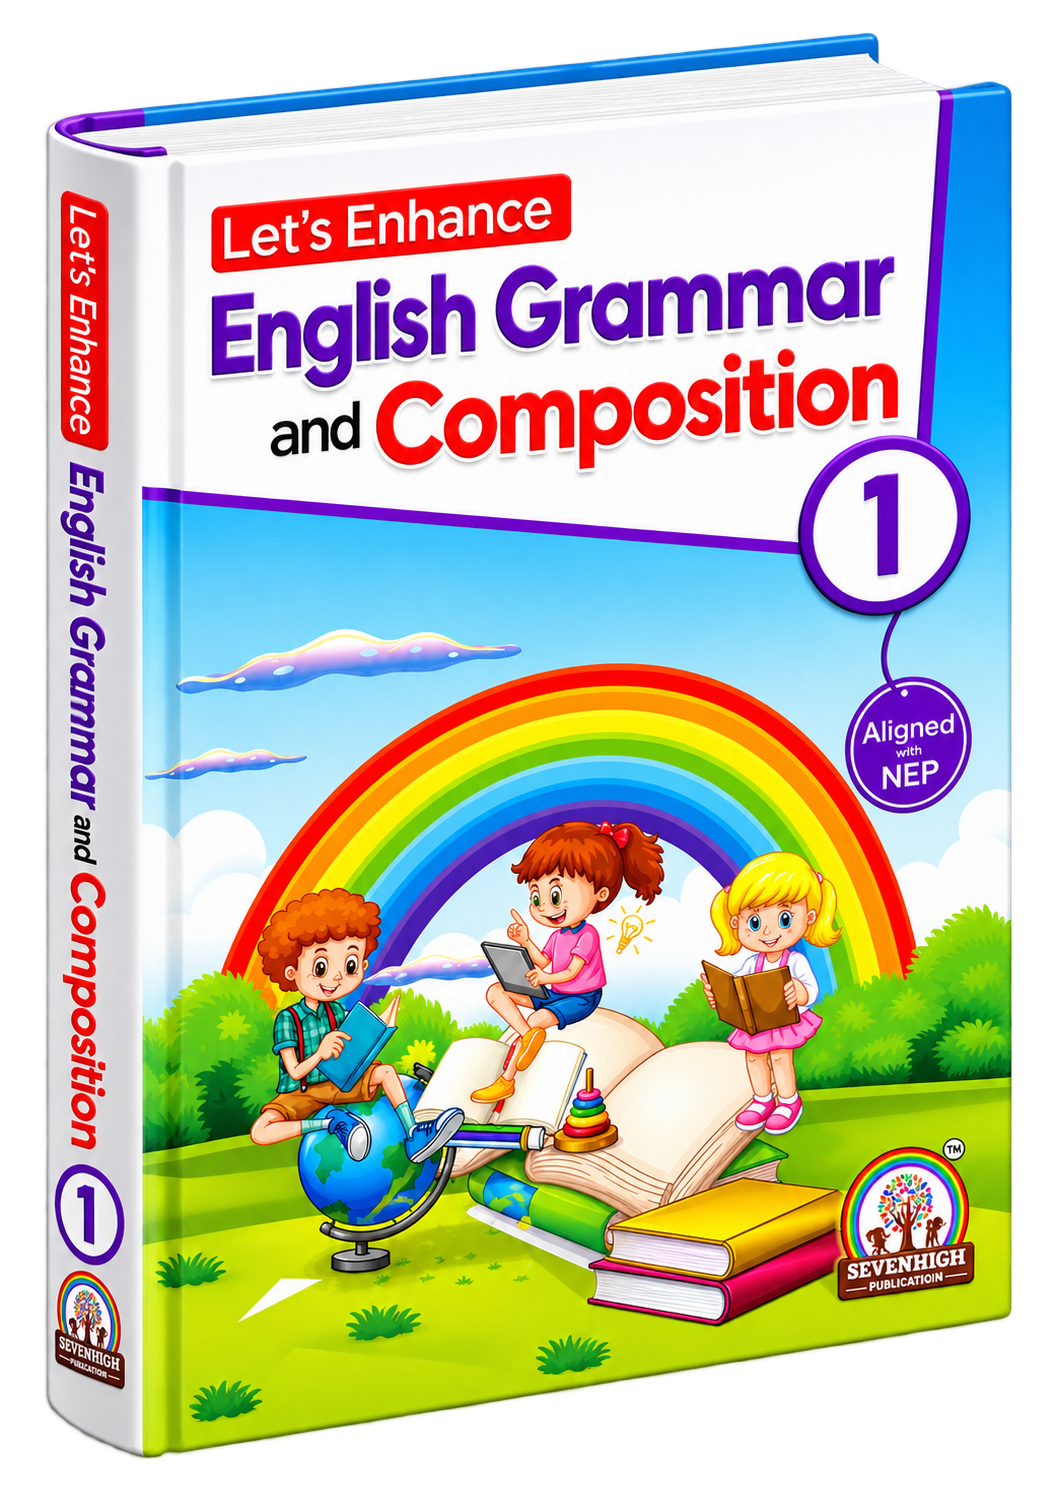 Let's Enhance
English Grammar
and Composition
1
Aligned
with
NEP
TM
SEVENHIGH
PUBLICATIOIN
Let's Enhance English Grammar and Composition 1
SEVENHIGH
PUBLICATION